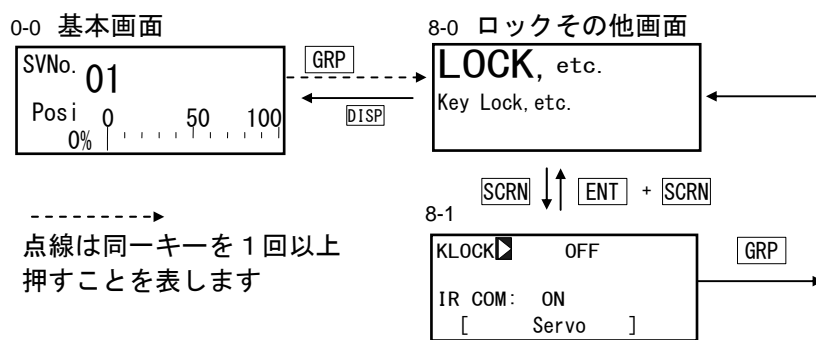 0-0 基本画面
SVNo. 01
Posi 0 50 100
0%
GRP
DISP
8-0 ロックその他画面
LOCK, etc.
Key Lock, etc.
SCRN ENT + SCRN
点線は同一キーを１回以上
押すことを表します
8-1
KLOCK OFF
IR COM: ON
[ Servo ]
GRP